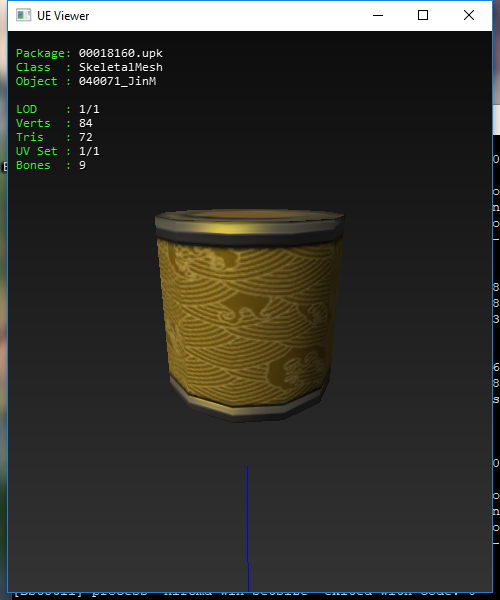 UE Viewer
Package: 00018160.upk
Class : SkeletalMesh
Object : 040071_JinM
LOD : 1/1
Verts : 84
Tris : 72
UV Set : 1/1
Bones : 9